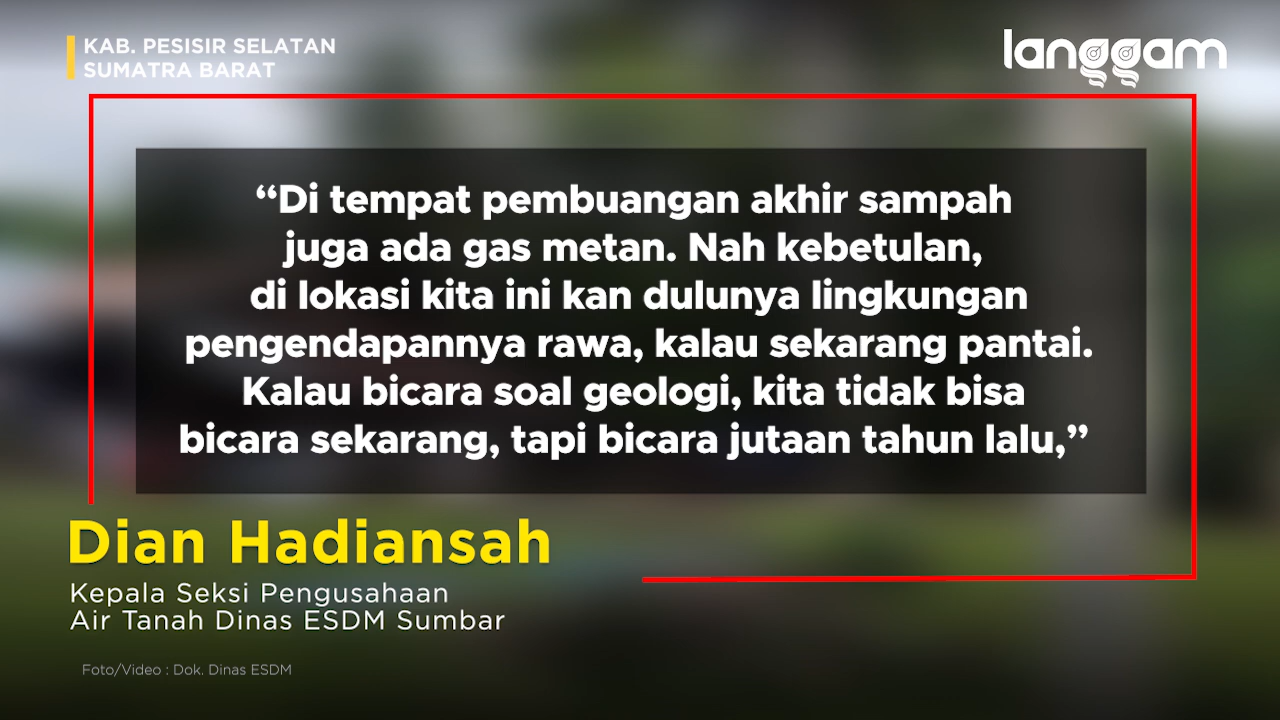 KAB. PESISIR SELATAN
SUMATRA BARAT
langgam
“Di tempat pembuangan akhir sampah
juga ada gas metan. Nah kebetulan,
di lokasi kita ini kan dulunya lingkungan
pengendapannya rawa, kalau sekarang pantai.
Kalau bicara soal geologi, kita tidak bisa
bicara sekarang, tapi bicara jutaan tahun lalu,”
Dian Hadiansah
Kepala Seksi Pengusahaan
Air Tanah Dinas ESDM Sumbar
Foto/Video : Dok. Dinas ESDM